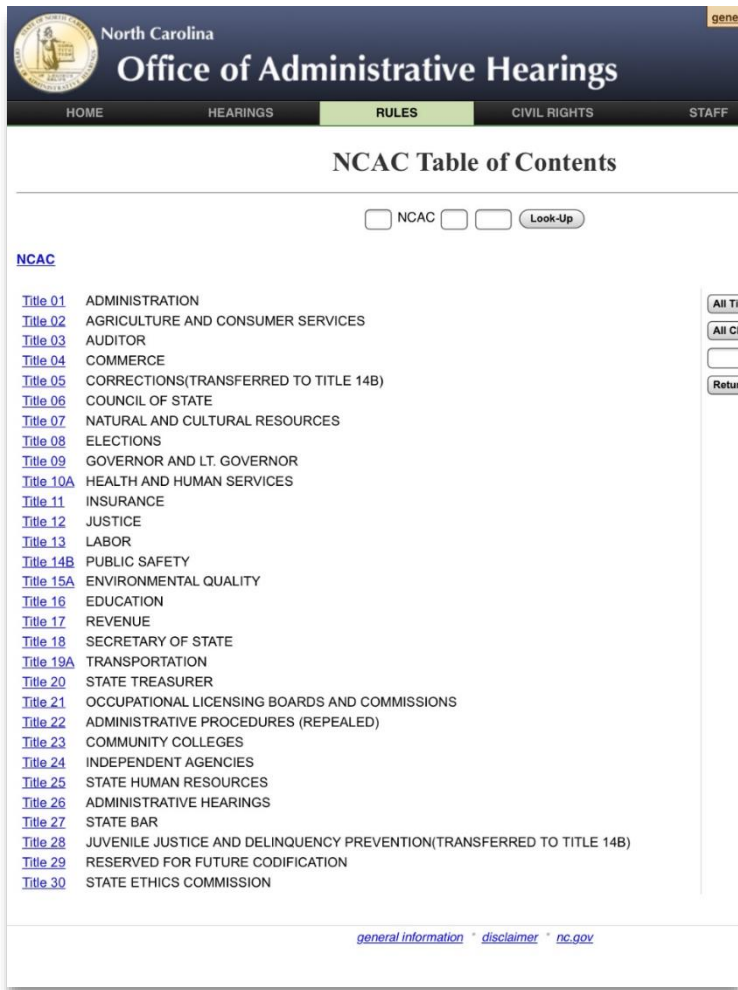 North Carolina
Office of Administrative Hearings
HOME HEARINGS RULES CIVIL RIGHTS STAFF
NCAC Table of Contents
NCAC Look-Up
NCAC
Title 01 ADMINISTRATION
Title 02 AGRICULTURE AND CONSUMER SERVICES
Title 03 AUDITOR
Title 04 COMMERCE
Title 05 CORRECTIONS(TRANSFERRED TO TITLE 14B)
Title 06 COUNCIL OF STATE
Title 07 NATURAL AND CULTURAL RESOURCES
Title 08 ELECTIONS
Title 09 GOVERNOR AND LT. GOVERNOR
Title 10A HEALTH AND HUMAN SERVICES
Title 11 INSURANCE
Title 12 JUSTICE
Title 13 LABOR
Title 14B PUBLIC SAFETY
Title 15A ENVIRONMENTAL QUALITY
Title 16 EDUCATION
Title 17 REVENUE
Title 18 SECRETARY OF STATE
Title 19A TRANSPORTATION
Title 20 STATE TREASURER
Title 21 OCCUPATIONAL LICENSING BOARDS AND COMMISSIONS
Title 22 ADMINISTRATIVE PROCEDURES (REPEALED)
Title 23 COMMUNITY COLLEGES
Title 24 INDEPENDENT AGENCIES
Title 25 STATE HUMAN RESOURCES
Title 26 ADMINISTRATIVE HEARINGS
Title 27 STATE BAR
Title 28 JUVENILE JUSTICE AND DELINQUENCY PREVENTION(TRANSFERRED TO TITLE 14B)
Title 29 RESERVED FOR FUTURE CODIFICATION
Title 30 STATE ETHICS COMMISSION
All Ti
All C
Retur
general information * disclaimer * nc.gov